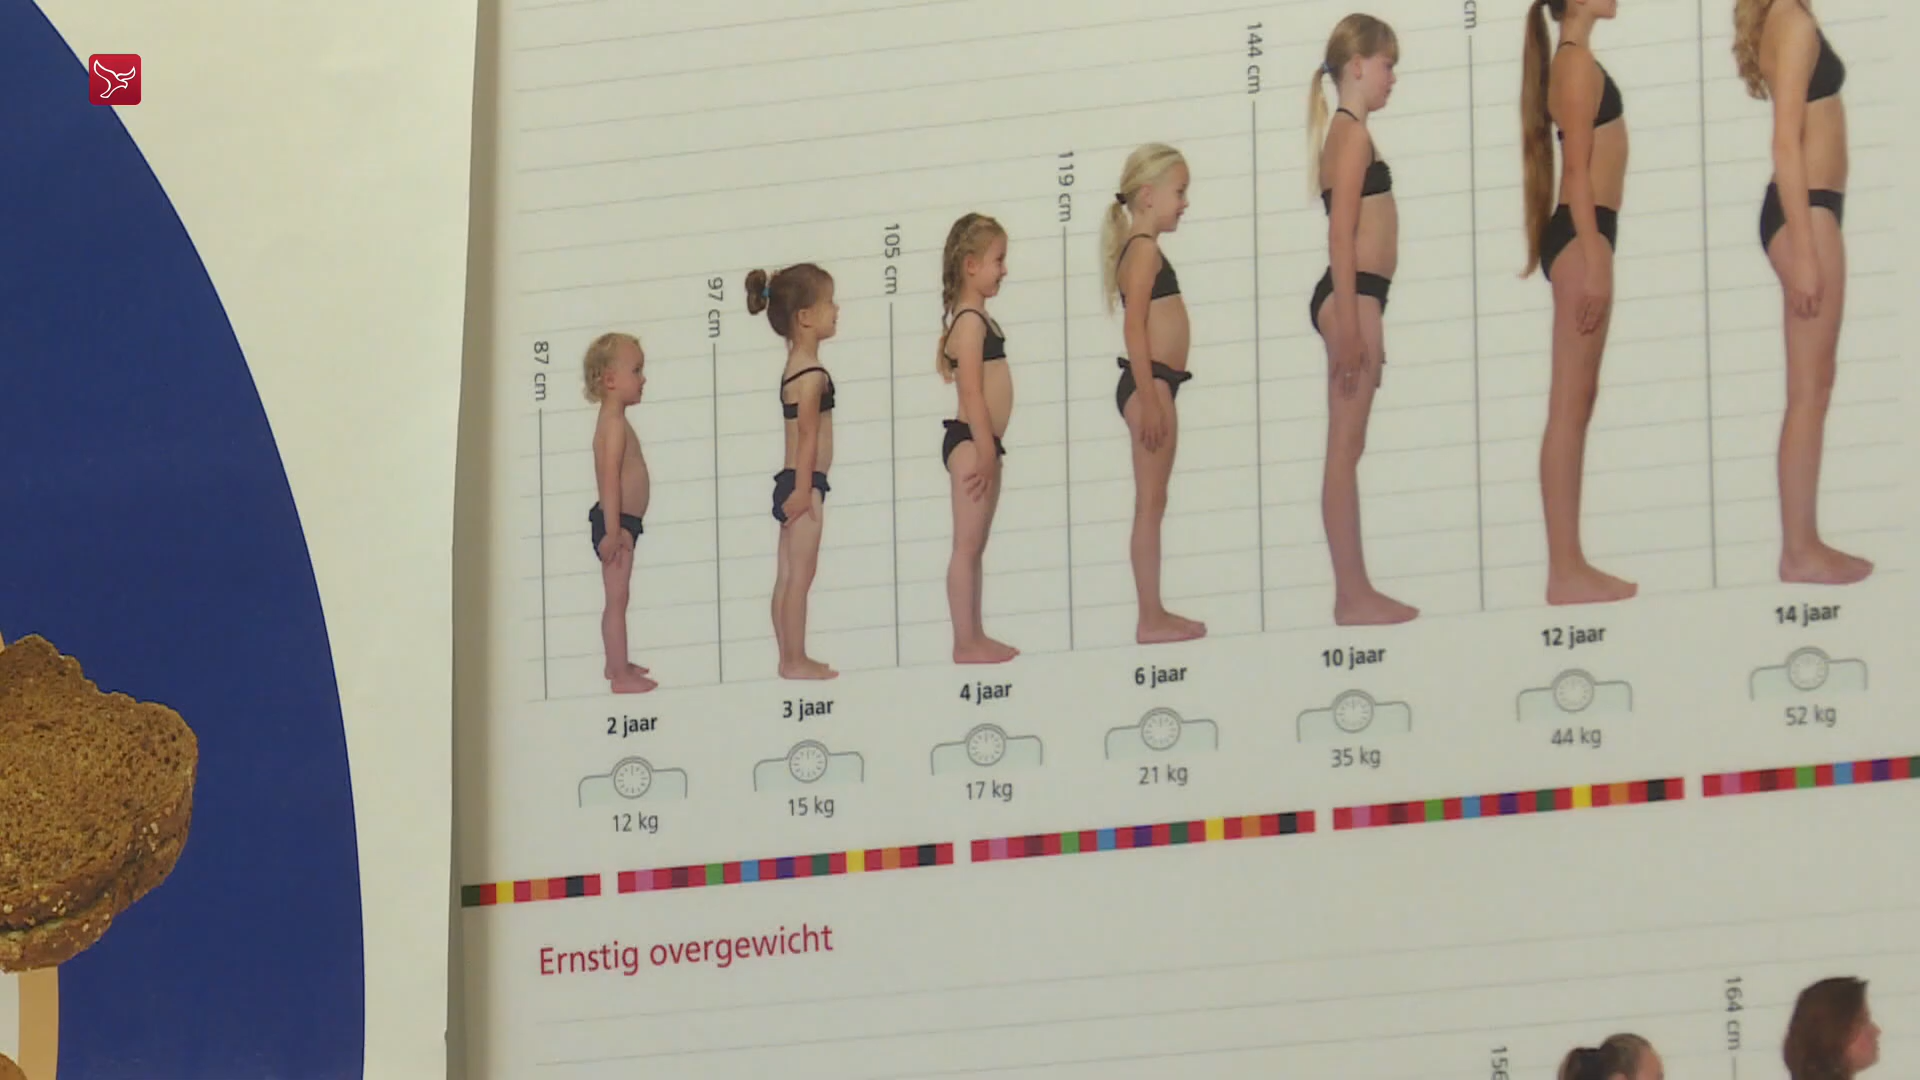 87 cm
97 cm
105 cm
119 cm
144 cm
cm
2 jaar
3 jaar
4 jaar
6 jaar
10 jaar
12 jaar
14 jaar
12 kg
15 kg
17 kg
21 kg
35 kg
44 kg
52 kg
Ernstig overgewicht
156
164 cm